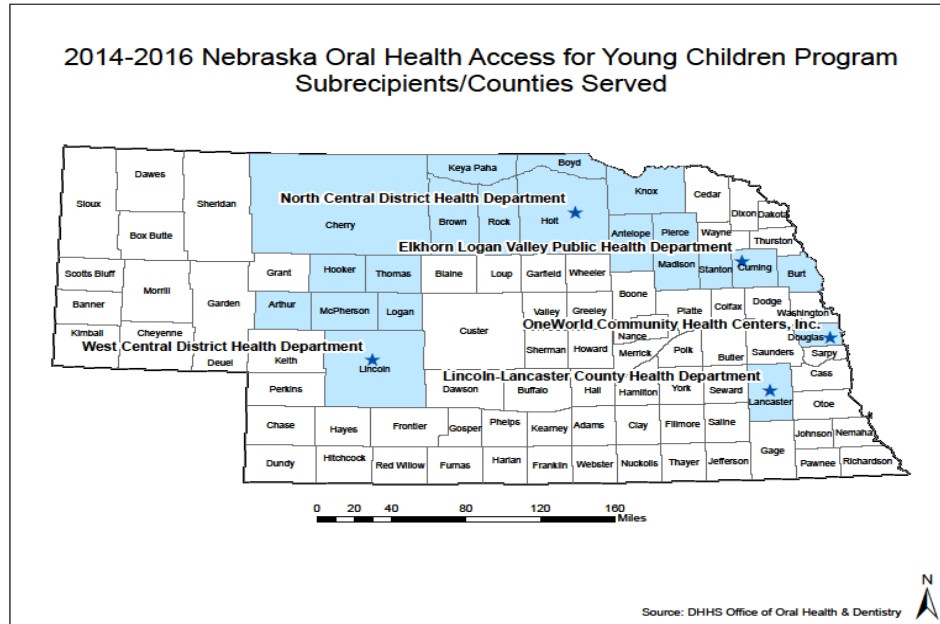 2014-2016 Nebraska Oral Health Access for Young Children Program
Subrecipients/Counties Served
Sioux
Dawes
Sheridan
Box Butte
Keya Paha
Boyd
Knox
Cedar
Dixon
Dakota
North Central District Health Department
Cherry
Brown
Rock
Holt
Antelope
Pierce
Wayne
Thurston
Elkhorn Logan Valley Public Health Department
Scotts Bluff
Banner
Morrill
Garden
Grant
Hooker
Thomas
Blaine
Loup
Garfield
Wheeler
Madison
Stanton
Cuming
Burt
Kimball
Cheyenne
Deuel
Arthur
McPherson
Logan
Custer
Valley
Greeley
Boone
Platte
Colfax
Dodge
Washington
OneWorld Community Health Centers, Inc.
Nance
Douglas
West Central District Health Department
Keith
Lincoln
Sherman
Howard
Merrick
Polk
Butler
Saunders
Sarpy
Cass
Lincoln-Lancaster County Health Department
Perkins
Dawson
Buffalo
Hall
Hamilton
York
Seward
Lancaster
Otoe
Chase
Hayes
Frontier
Gosper
Phelps
Kearney
Adams
Clay
Fillmore
Saline
Gage
Johnson
Nemaha
Dundy
Hitchcock
Red Willow
Furnas
Harlan
Franklin
Webster
Nuckolls
Thayer
Jefferson
Pawnee
Richardson
0 20 40 80 120 160
Miles
N
Source: DHHS Office of Oral Health & Dentistry